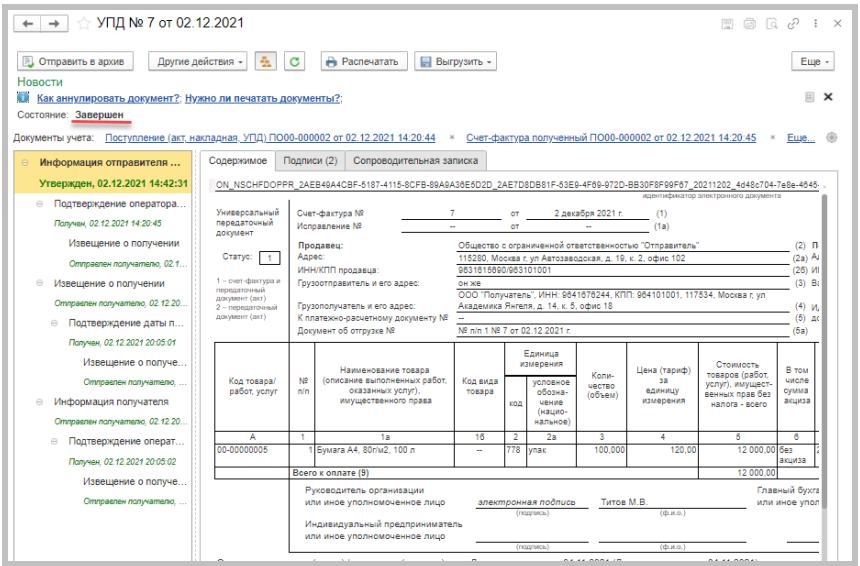 УПД № 7 от 02.12.2021
Отправить в архив
Другие действия
Распечатать
Выгрузить
Еще
Новости
Как аннулировать документ?; Нужно ли печатать документы?;
Состояние: Завершен
Документы учета: Поступление (акт, накладная, УПД) ПО00-000002 от 02.12.2021 14:20:44 Счет-фактура полученный ПО00-000002 от 02.12.2021 14:20:45 Еще...
Информация отправителя ...
Утвержден, 02.12.2021 14:42:31
Подтверждение оператора...
Получен, 02.12.2021 14:20:45
Извещение о получении
Отправлен получателю, 02.1...
Извещение о получении
Отправлен получателю, 02.12.20...
Подтверждение даты п...
Получен, 02.12.2021 20:05:01
Извещение о получе...
Отправлен получателю, ...
Информация получателя
Отправлен получателю, 02.12.20...
Подтверждение операт...
Получен, 02.12.2021 20:05:02
Извещение о получе...
Отправлен получателю, ...
Содержимое
Подписи (2)
Сопроводительная записка
идентификатор электронного документа
Универсальный
передаточный
документ
Статус: 1
1 – счет-фактура и
передаточный
документ (акт)
2 – передаточный
документ (акт)
Счет-фактура № 7 от 2 декабря 2021 г. (1)
Исправление № -- от -- (1а)
Продавец: Общество с ограниченной ответственностью "Отправитель" (2)
Адрес: 115280, Москва г, ул Автозаводская, д. 19, к. 2, офис 102 (2а)
ИНН/КПП продавца: 9631615690/963101001 (2б)
Грузоотправитель и его адрес: он же (3)
ООО "Получатель", ИНН: 9641676244, КПП: 964101001, 117534, Москва г, ул
Грузополучатель и его адрес: Академика Янгеля, д. 14, к. 5, офис 18 (4)
К платежно-расчетному документу № -- (5)
Документ об отгрузке № № п/п 1 № 7 от 02.12.2021 г. (5а)
Код товара/
работ, услуг
№
п/п
Наименование товара
(описание выполненных работ,
оказанных услуг),
имущественного права
Код вида
товара
Единица
измерения
код
условное
обозна-
чение
(нацио-
нальное)
Коли-
чество
(объем)
Цена (тариф)
за
единицу
измерения
Стоимость
товаров (работ,
услуг), имущест-
венных прав без
налога - всего
В том
числе
сумма
акциза
А 1 1а 1б 2 2а 3 4 5 6
00-00000005 1 Бумага А4, 80г/м2, 100 л -- 778 упак 100,000 120,00 12 000,00 без
акциза
Всего к оплате (9) 12 000,00
Руководитель организации
или иное уполномоченное лицо электронная подпись Титов М.В.
(подпись) (ф.и.о.)
Главный бухга
или иное упол
Индивидуальный предприниматель
или иное уполномоченное лицо
(подпись) (ф.и.о.)